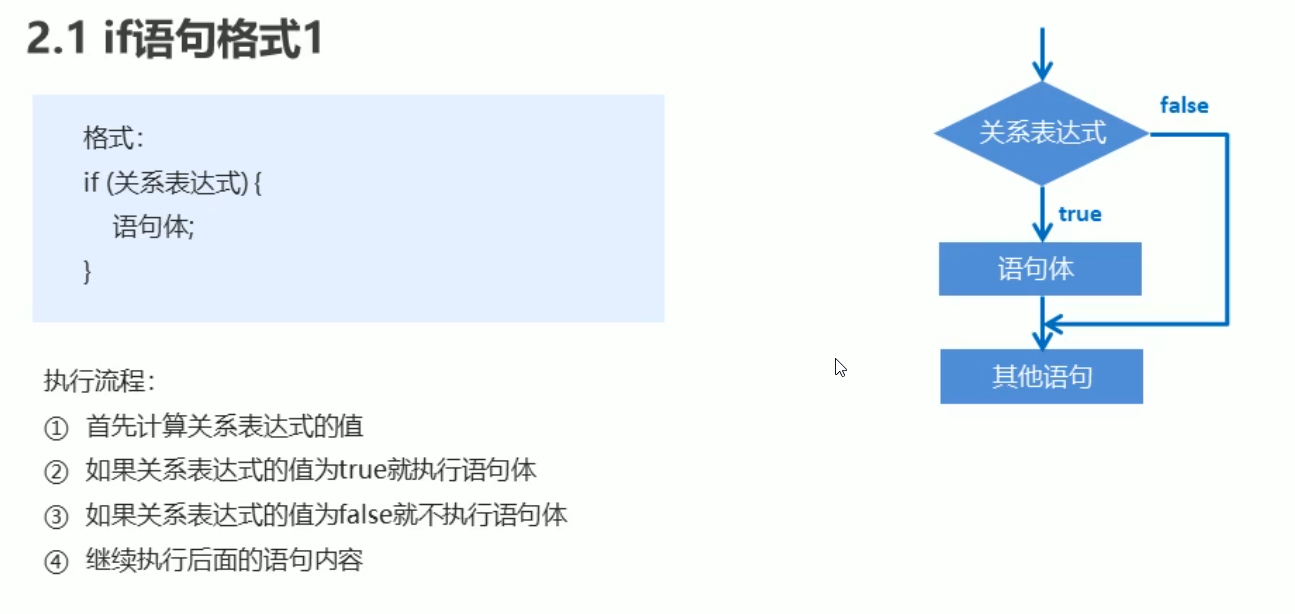 2.1 if语句格式1
格式：
if (关系表达式) {
语句体;
}
执行流程：
① 首先计算关系表达式的值
② 如果关系表达式的值为true就执行语句体
③ 如果关系表达式的值为false就不执行语句体
④ 继续执行后面的语句内容
关系表达式
false
true
语句体
其他语句